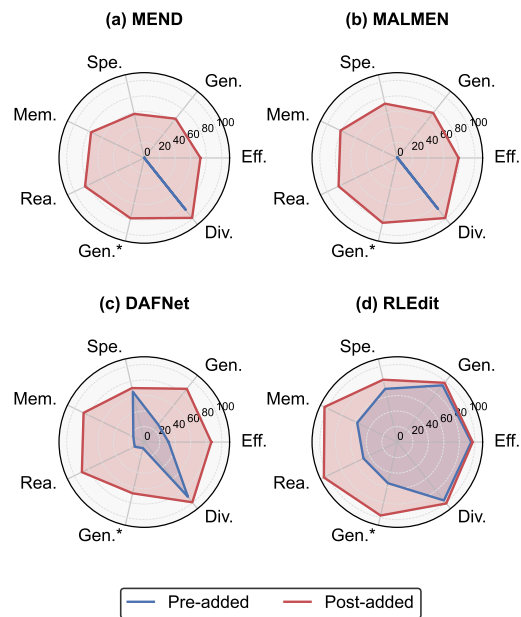 (a) MEND
(b) MALMEN
Spe.
Gen.
Mem.
0 20 40 60 80 100
Eff.
Rea.
Gen.*
Div.
Spe.
Gen.
Mem.
0 20 40 60 80 100
Eff.
Rea.
Gen.*
Div.
(c) DAFNet
(d) RLEdit
Spe.
Gen.
Mem.
0 20 40 60 80 100
Eff.
Rea.
Gen.*
Div.
Spe.
Gen.
Mem.
0 20 40 60 80 100
Eff.
Rea.
Gen.*
Div.
Pre-added
Post-added